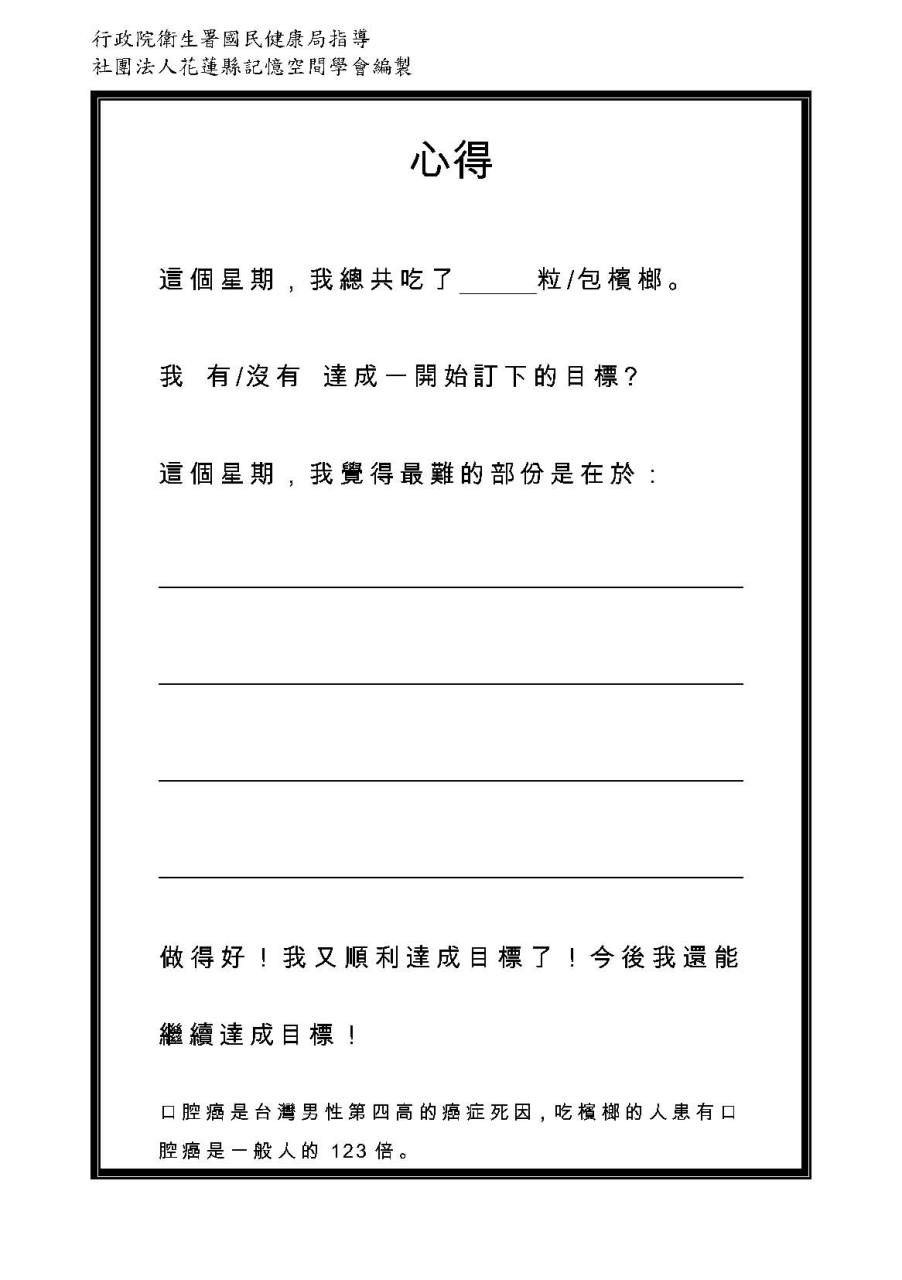 行政院衛生署國民健康局指導
社團法人花蓮縣記憶空間學會編製
心得
這個星期，我總共吃了______粒/包檳榔。
我 有/沒有 達成一開始訂下的目標?
這個星期，我覺得最難的部份是在於：
做得好！我又順利達成目標了！今後我還能
繼續達成目標！
口腔癌是台灣男性第四高的癌症死因，吃檳榔的人患有口
腔癌是一般人的 123 倍。